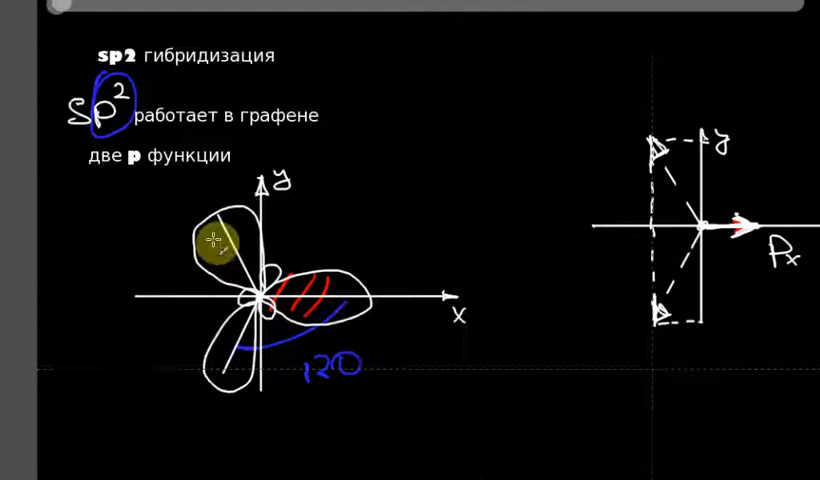 sp2 гибридизация
sp² работает в графене
две p функции
y
x
120
y
Px